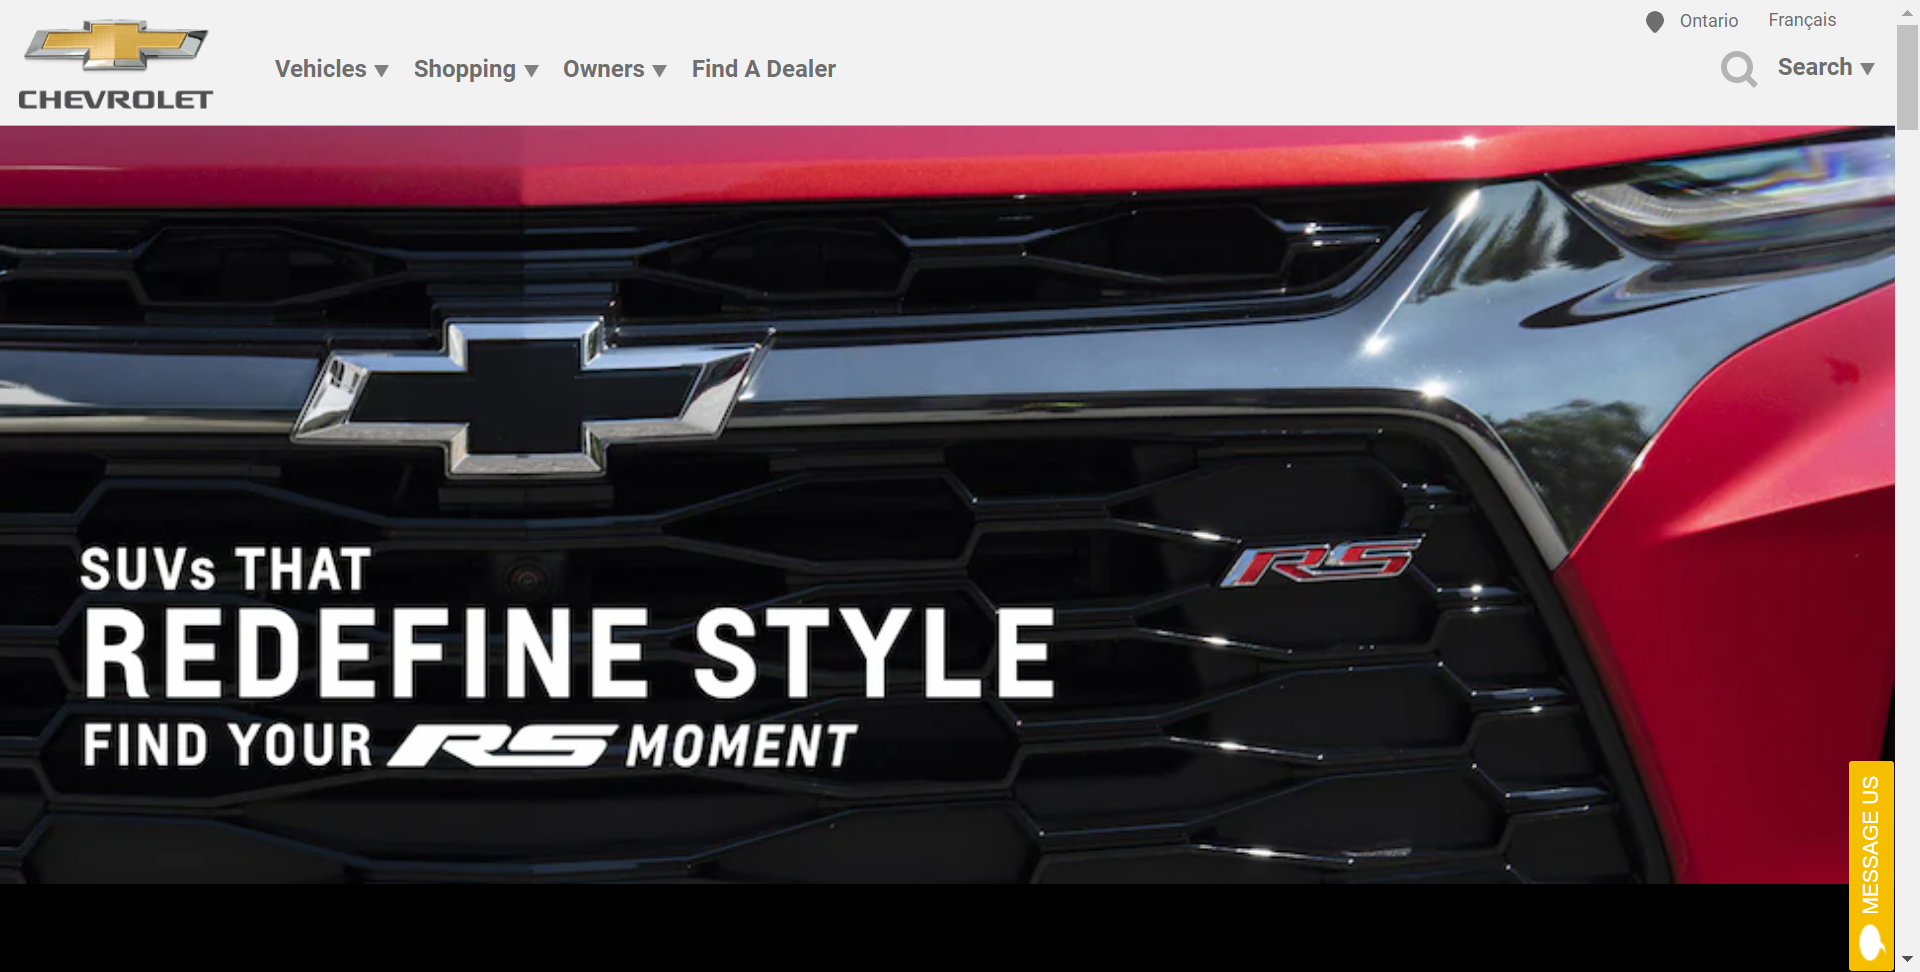 Ontario Français
CHEVROLET
Vehicles Shopping Owners Find A Dealer
Search
RS
SUVs THAT
REDEFINE STYLE
FIND YOUR RS MOMENT
MESSAGE US